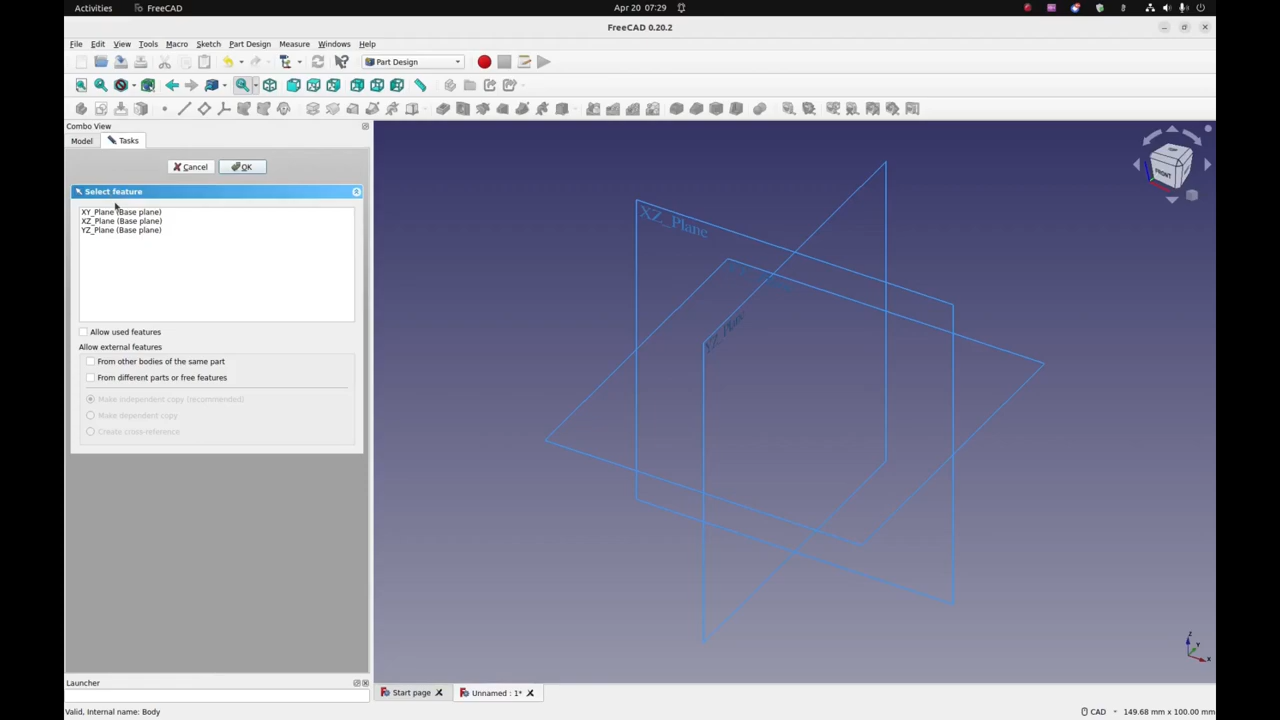 Activities
FreeCAD
Apr 20 07:29
FreeCAD 0.20.2
File Edit View Tools Macro Sketch Part Design Measure Windows Help
Part Design
Combo View
Model
Tasks
Cancel
OK
Select feature
XY_Plane (Base plane)
XZ_Plane (Base plane)
YZ_Plane (Base plane)
Allow used features
Allow external features
From other bodies of the same part
From different parts or free features
Make independent copy (recommended)
Make dependent copy
Create cross-reference
XZ_Plane
TOP
FRONT
Z
Y
X
Launcher
Start page
Unnamed : 1*
Valid, Internal name: Body
CAD
149.68 mm x 100.00 mm